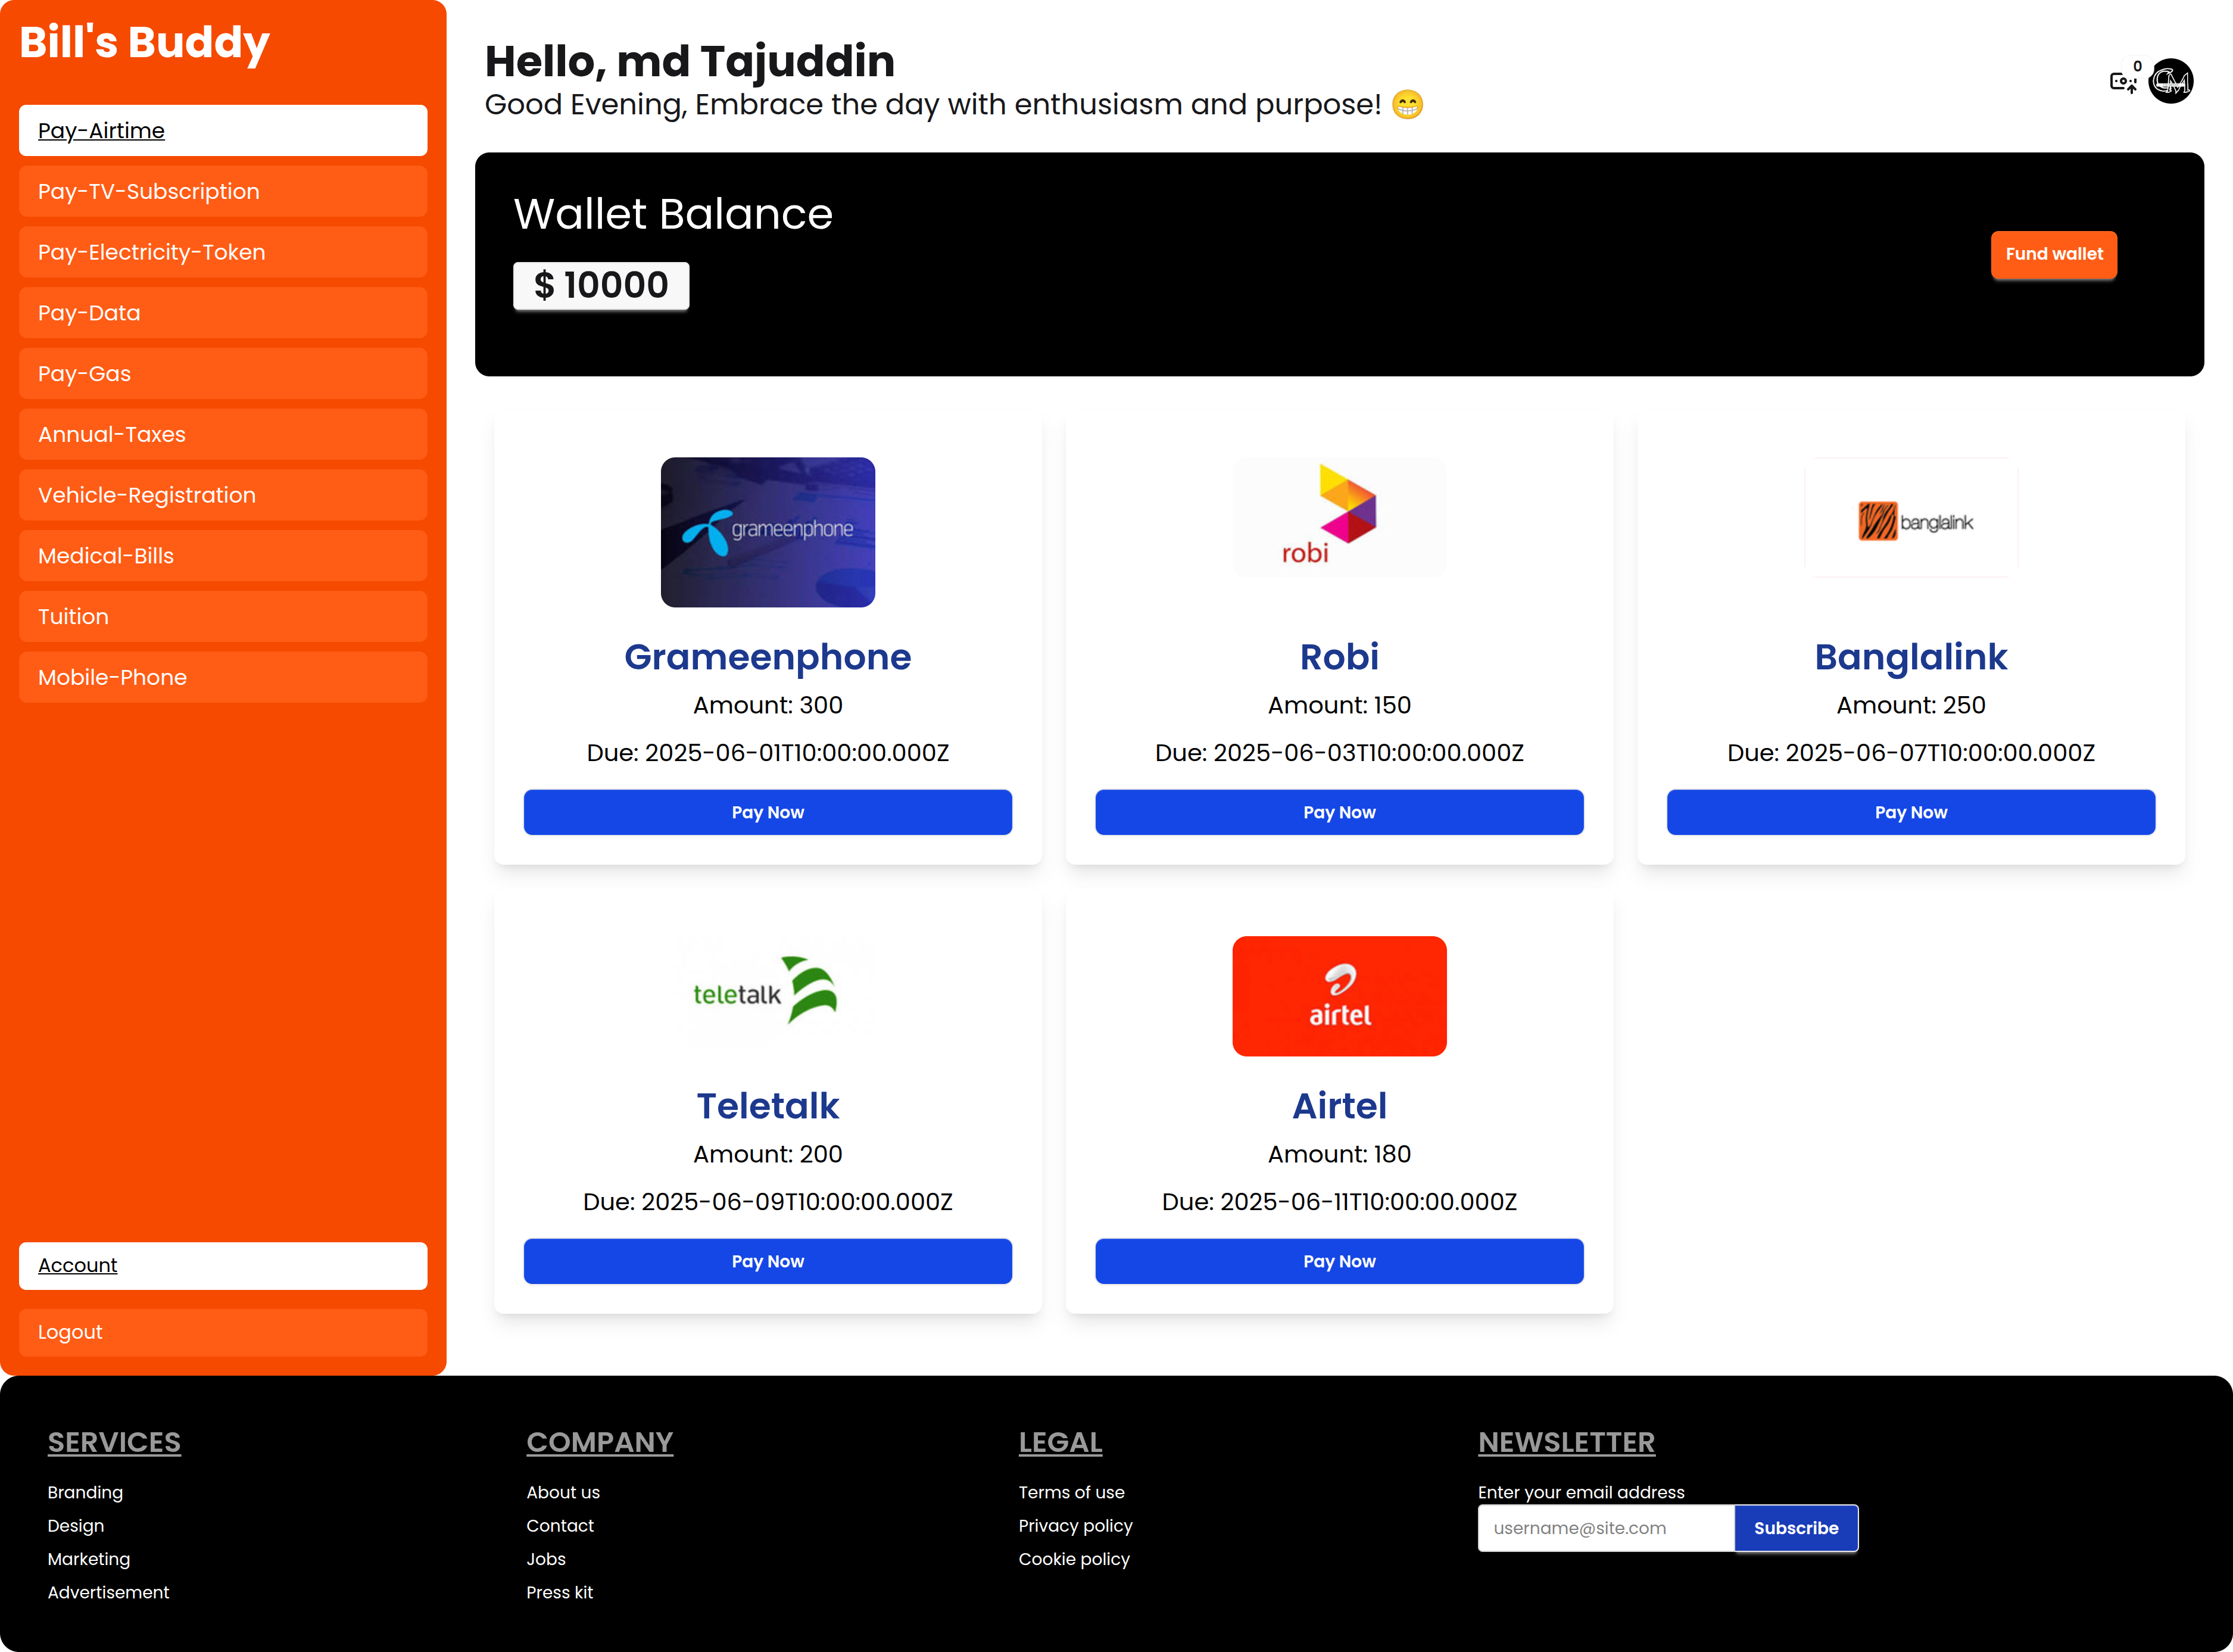 Bill's Buddy
Pay-Airtime
Pay-TV-Subscription
Pay-Electricity-Token
Pay-Data
Pay-Gas
Annual-Taxes
Vehicle-Registration
Medical-Bills
Tuition
Mobile-Phone
Account
Logout
Hello, md Tajuddin
Good Evening, Embrace the day with enthusiasm and purpose! 😁
0
CM
Wallet Balance
$ 10000
Fund wallet
grameenphone
Grameenphone
Amount: 300
Due: 2025-06-01T10:00:00.000Z
Pay Now
robi
Robi
Amount: 150
Due: 2025-06-03T10:00:00.000Z
Pay Now
banglalink
Banglalink
Amount: 250
Due: 2025-06-07T10:00:00.000Z
Pay Now
teletalk
Teletalk
Amount: 200
Due: 2025-06-09T10:00:00.000Z
Pay Now
airtel
Airtel
Amount: 180
Due: 2025-06-11T10:00:00.000Z
Pay Now
SERVICES
Branding
Design
Marketing
Advertisement
COMPANY
About us
Contact
Jobs
Press kit
LEGAL
Terms of use
Privacy policy
Cookie policy
NEWSLETTER
Enter your email address
username@site.com
Subscribe